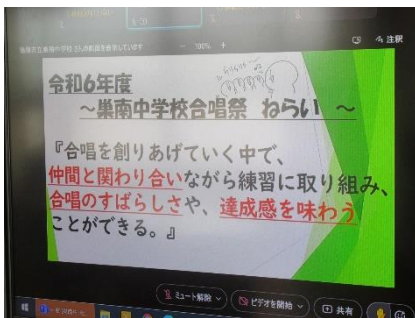 100%
注釈
令和6年度
～巣南中学校合唱祭 ねらい ～
『合唱を創りあげていく中で、
仲間と関わり合いながら練習に取り組み、
合唱のすばらしさや、達成感を味わう
ことができる。』
ミュート解除
ビデオを開始
共有